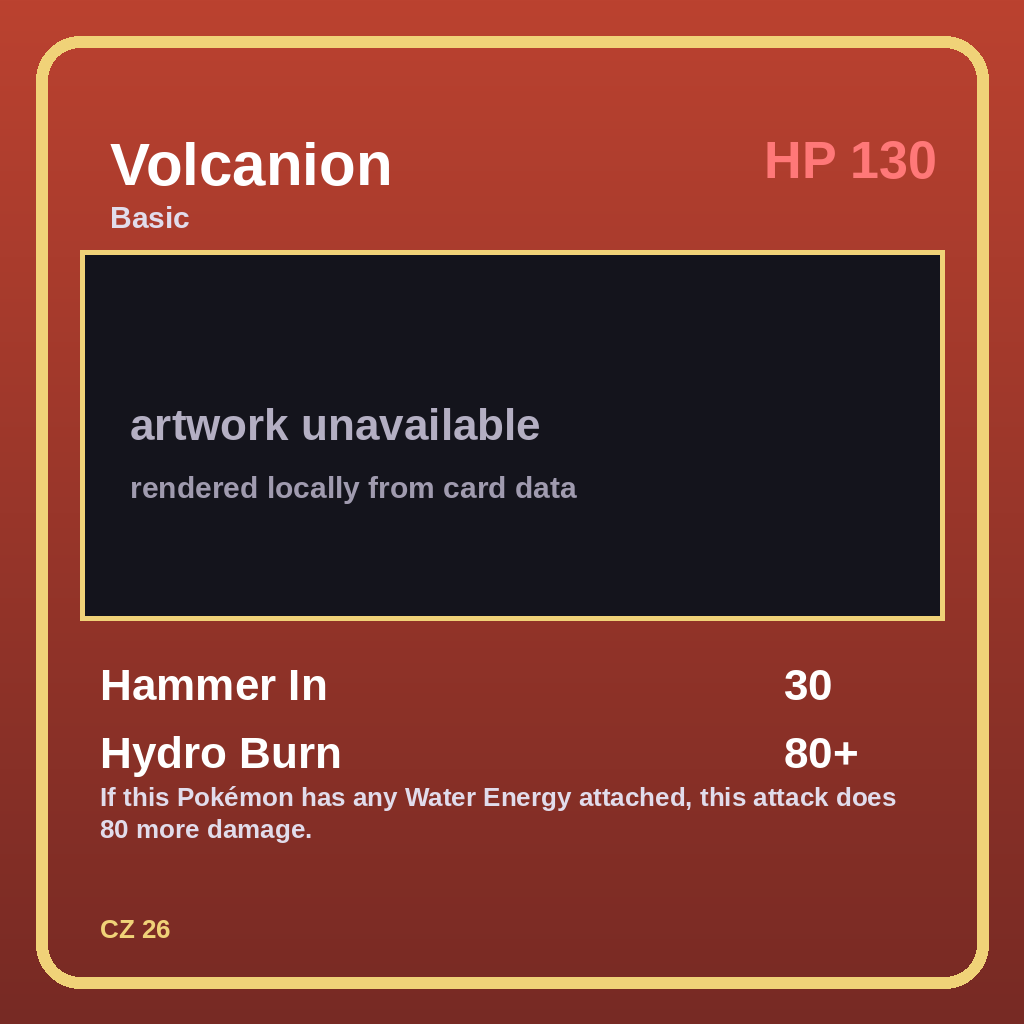 Volcanion HP 130
Basic
artwork unavailable
rendered locally from card data
Hammer In 30
Hydro Burn 80+
If this Pokémon has any Water Energy attached, this attack does
80 more damage.
CZ 26